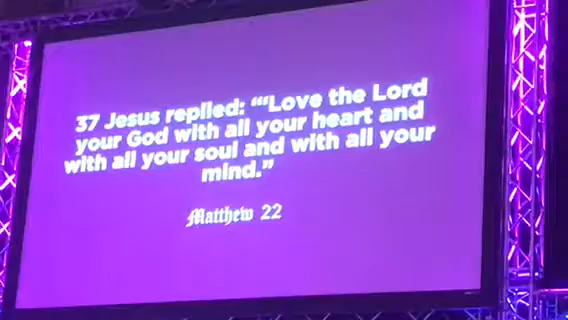 37 Jesus replied: “‘Love the Lord
your God with all your heart and
with all your soul and with all your
mind.”
Matthew 22